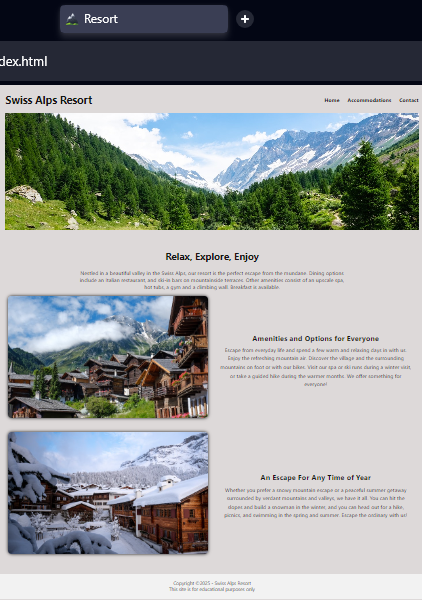 Resort
dex.html
Swiss Alps Resort
Home Accommodations Contact
Relax, Explore, Enjoy
Nestled in a beautiful valley in the Swiss Alps, our resort is the perfect escape from the mundane. Dining options
include an Italian restaurant, and ski-in bars on mountainside terraces. Other amenities consist of an upscale spa,
hot tubs, a gym and a climbing wall. Breakfast is available.
Amenities and Options for Everyone
Escape from everyday life and spend a few warm and relaxing days in with us.
Enjoy the refreshing mountain air. Discover the village and the surrounding
mountains on foot or with our bikes. Visit our spa or ski runs during a winter visit,
or take a guided hike during the warmer months. We offer something for
everyone!
An Escape For Any Time of Year
Whether you prefer a snowy mountain escape or a peaceful summer getaway
surrounded by verdant mountains and valleys, we have it all. You can hit the
slopes and build a snowman in the winter, and you can head out for a hike,
picnics, and swimming in the spring and summer. Escape the ordinary with us!
Copyright ©2025 - Swiss Alps Resort
This site is for educational purposes only.